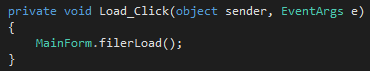 private void Load_Click(object sender, EventArgs e)
{
MainForm.filerLoad();
}